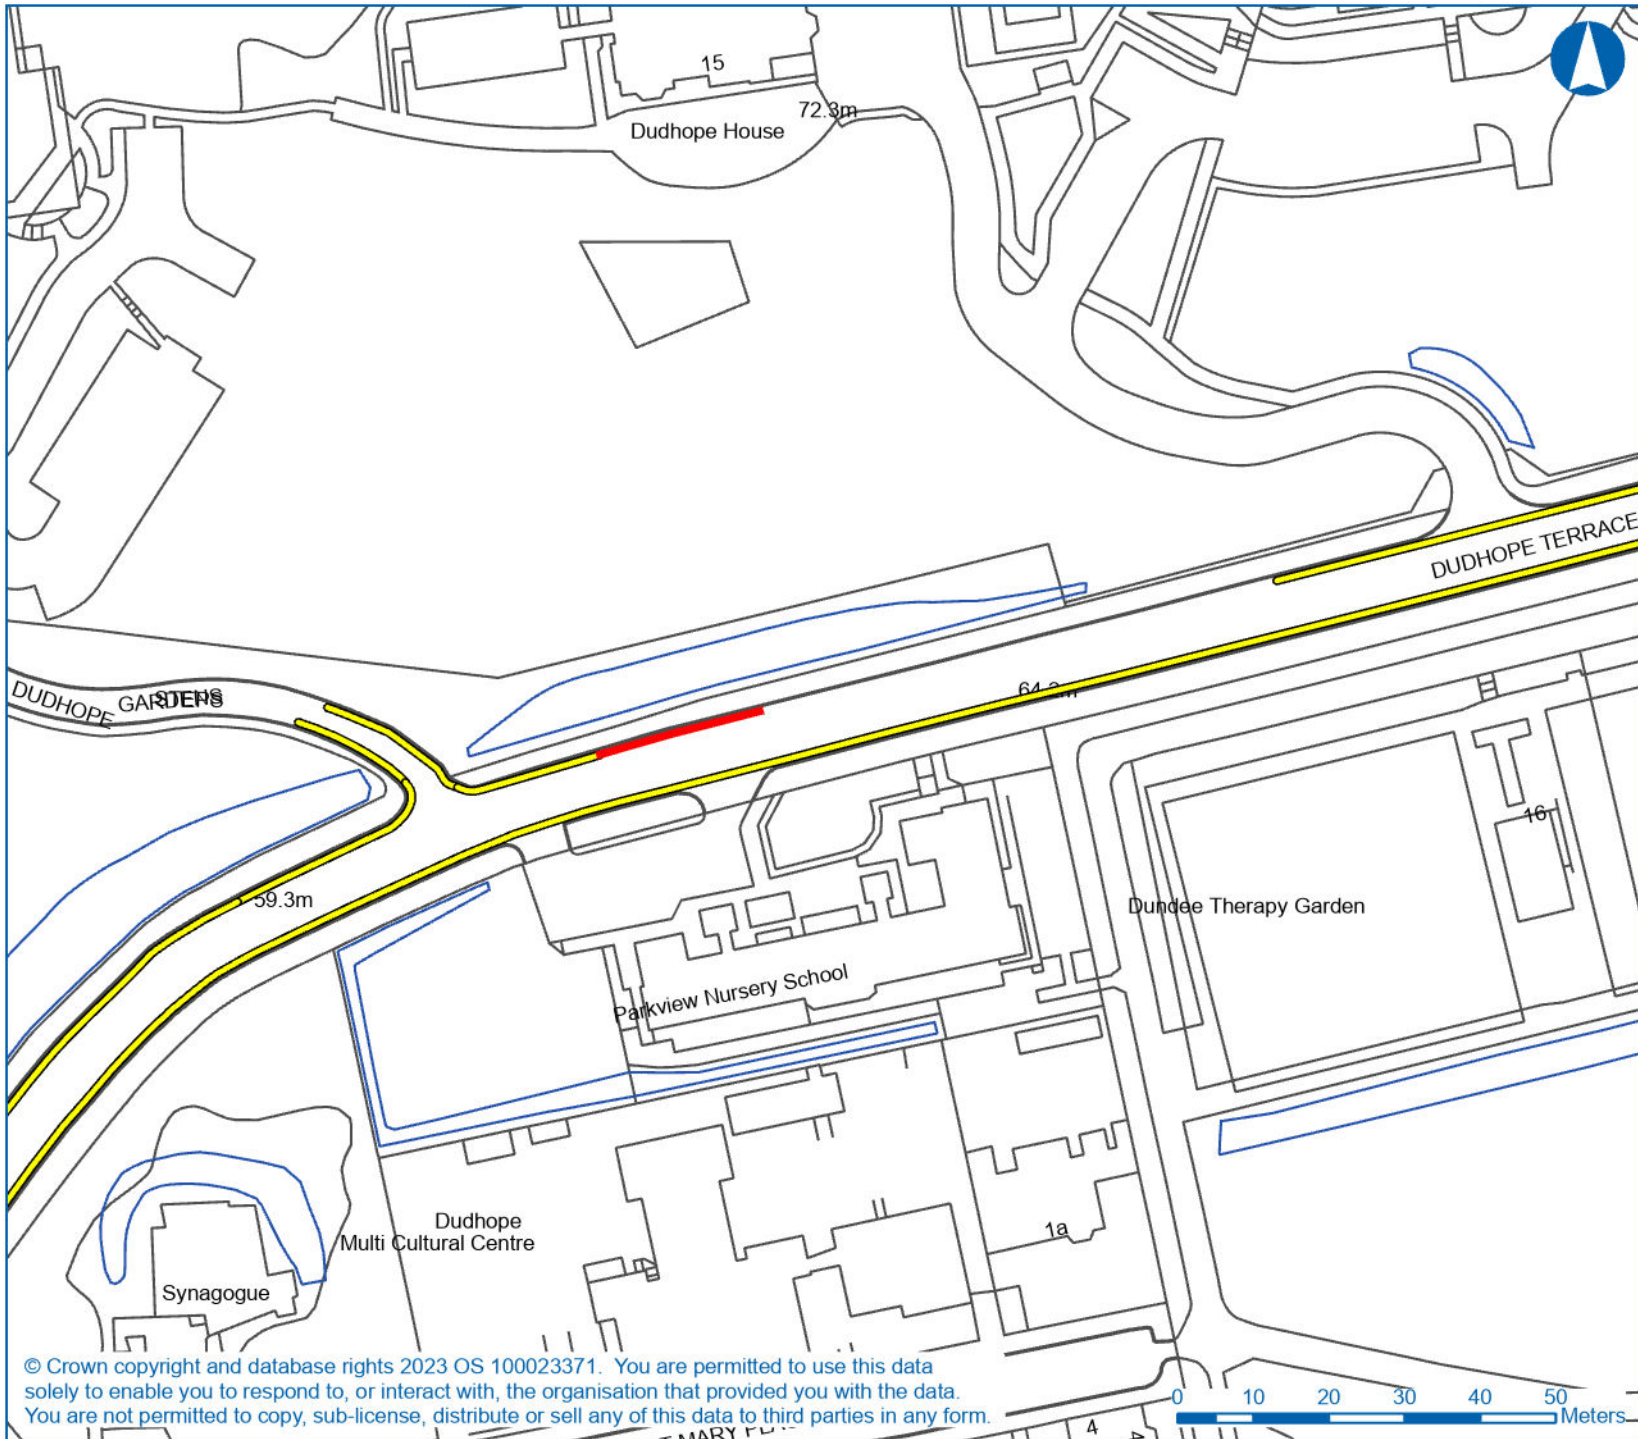 15
72.3m
Dudhope House
DUDHOPE TERRACE
64.2m
DUDHOPE GARDENS
STEPS
16
59.3m
Dundee Therapy Garden
Parkview Nursery School
Dudhope
Multi Cultural Centre
1a
Synagogue
© Crown copyright and database rights 2023 OS 100023371. You are permitted to use this data
solely to enable you to respond to, or interact with, the organisation that provided you with the data.
You are not permitted to copy, sub-license, distribute or sell any of this data to third parties in any form.
0 10 20 30 40 50
Meters
MARY
4